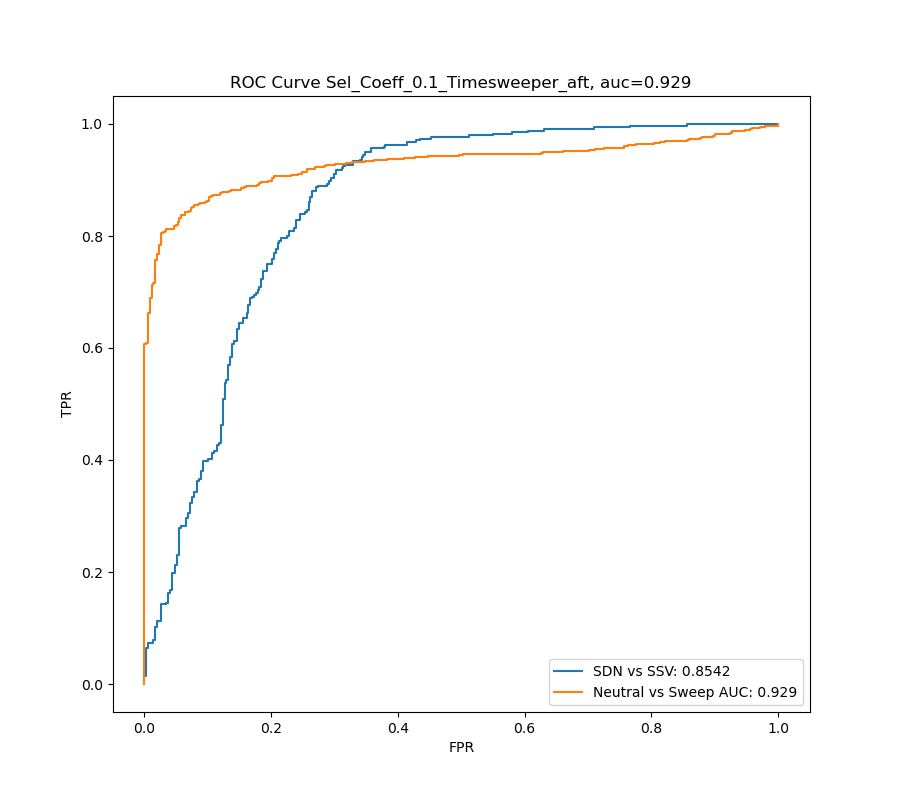 ROC Curve Sel_Coeff_0.1_Timesweeper_aft, auc=0.929
1.0
0.8
0.6
0.4
0.2
0.0
TPR
0.0 0.2 0.4 0.6 0.8 1.0
FPR
SDN vs SSV: 0.8542
Neutral vs Sweep AUC: 0.929